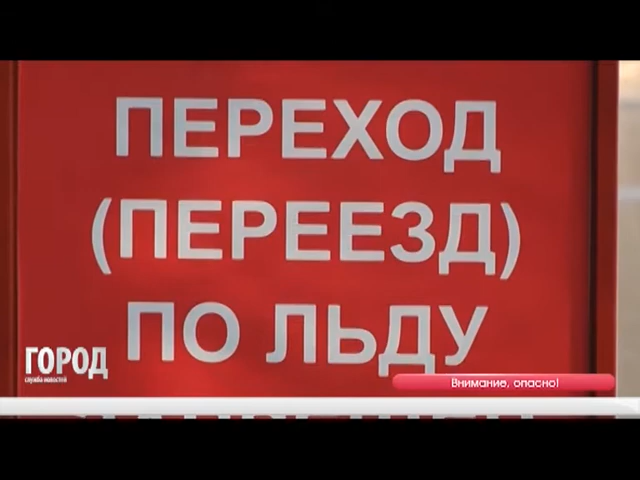 ПЕРЕХОД
(ПЕРЕЕЗД)
ПО ЛЬДУ
ГОРОД
служба новостей
Внимание, опасно!